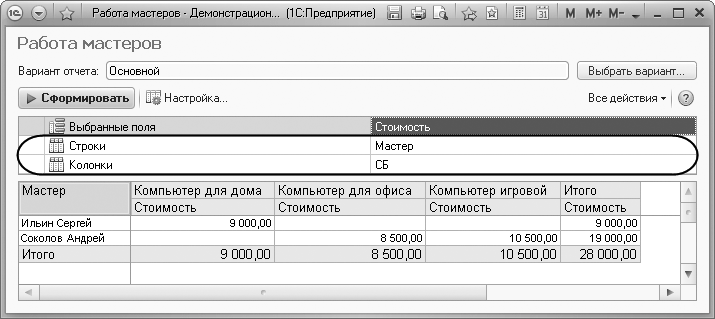 Работа мастеров - Демонстрацион... (1С:Предприятие) M M+ M-
Работа мастеров
Вариант отчета: Основной Выбрать вариант...
Сформировать Настройка... Все действия ?
Выбранные поля Стоимость
Строки Мастер
Колонки СБ
Мастер Компьютер для дома Компьютер для офиса Компьютер игровой Итого
Стоимость Стоимость Стоимость Стоимость
Ильин Сергей 9 000,00 9 000,00
Соколов Андрей 8 500,00 10 500,00 19 000,00
Итого 9 000,00 8 500,00 10 500,00 28 000,00